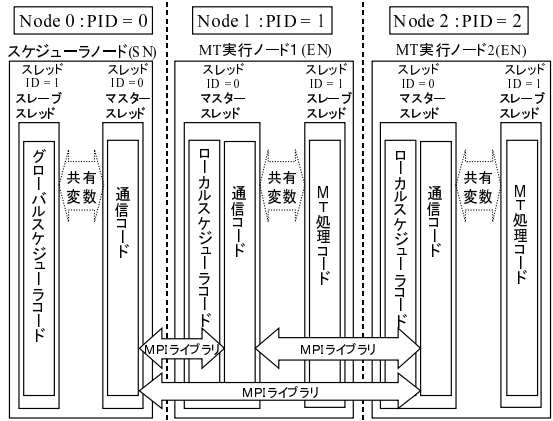 Node 0 : PID = 0
Node 1 : PID = 1
Node 2 : PID = 2
スケジューラノード(SN)
MT実行ノード1 (EN)
MT実行ノード2(EN)
スレッド
ID = 1
スレーブ
スレッド
スレッド
ID =0
マスター
スレッド
スレッド
ID =0
マスター
スレッド
スレッド
ID = 1
スレーブ
スレッド
スレッド
ID =0
マスター
スレッド
スレッド
ID = 1
スレーブ
スレッド
グローバルスケジューラコード
共有
変数
通信コード
ローカルスケジューラコード
通信コード
共有
変数
MT処理コード
ローカルスケジューラコード
通信コード
共有
変数
MT処理コード
MPIライブラリ
MPIライブラリ
MPIライブラリ